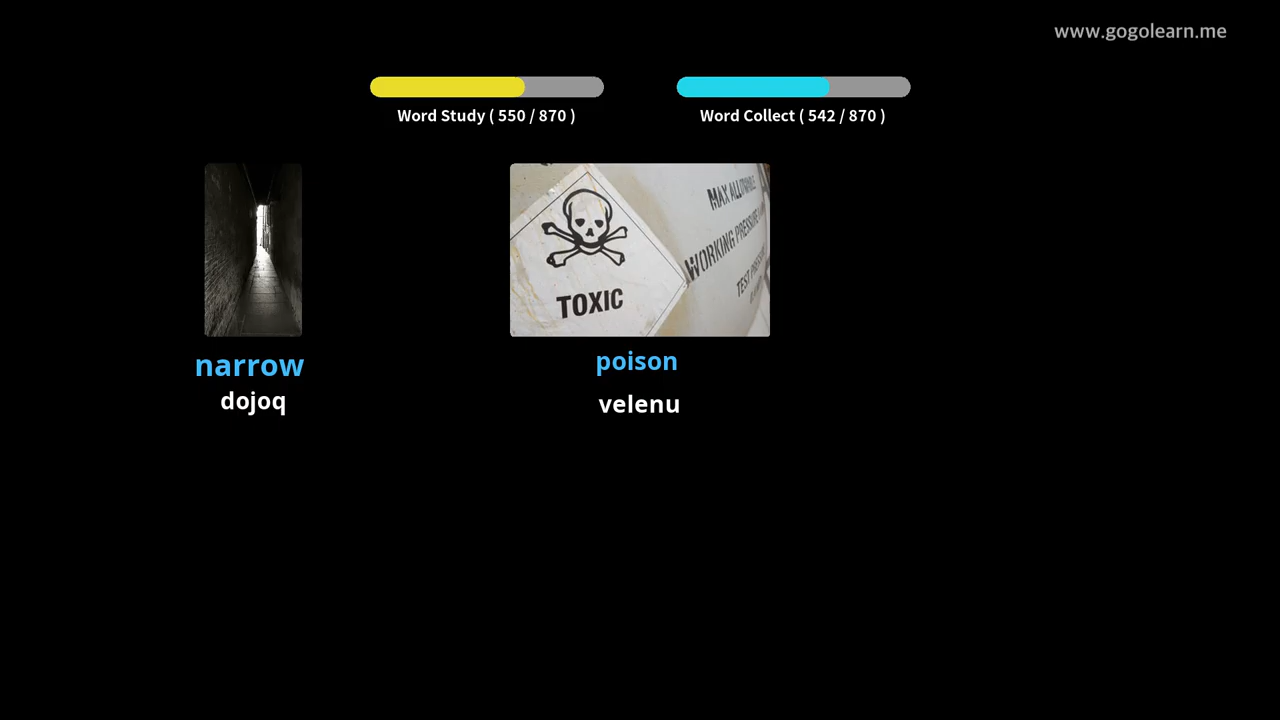 www.gogolearn.me
Word Study ( 550 / 870 )
Word Collect ( 542 / 870 )
MAX ALLOWABLE
WORKING PRESSURE
TEST PRESSURE
TOXIC
narrow
poison
dojoq
velenu